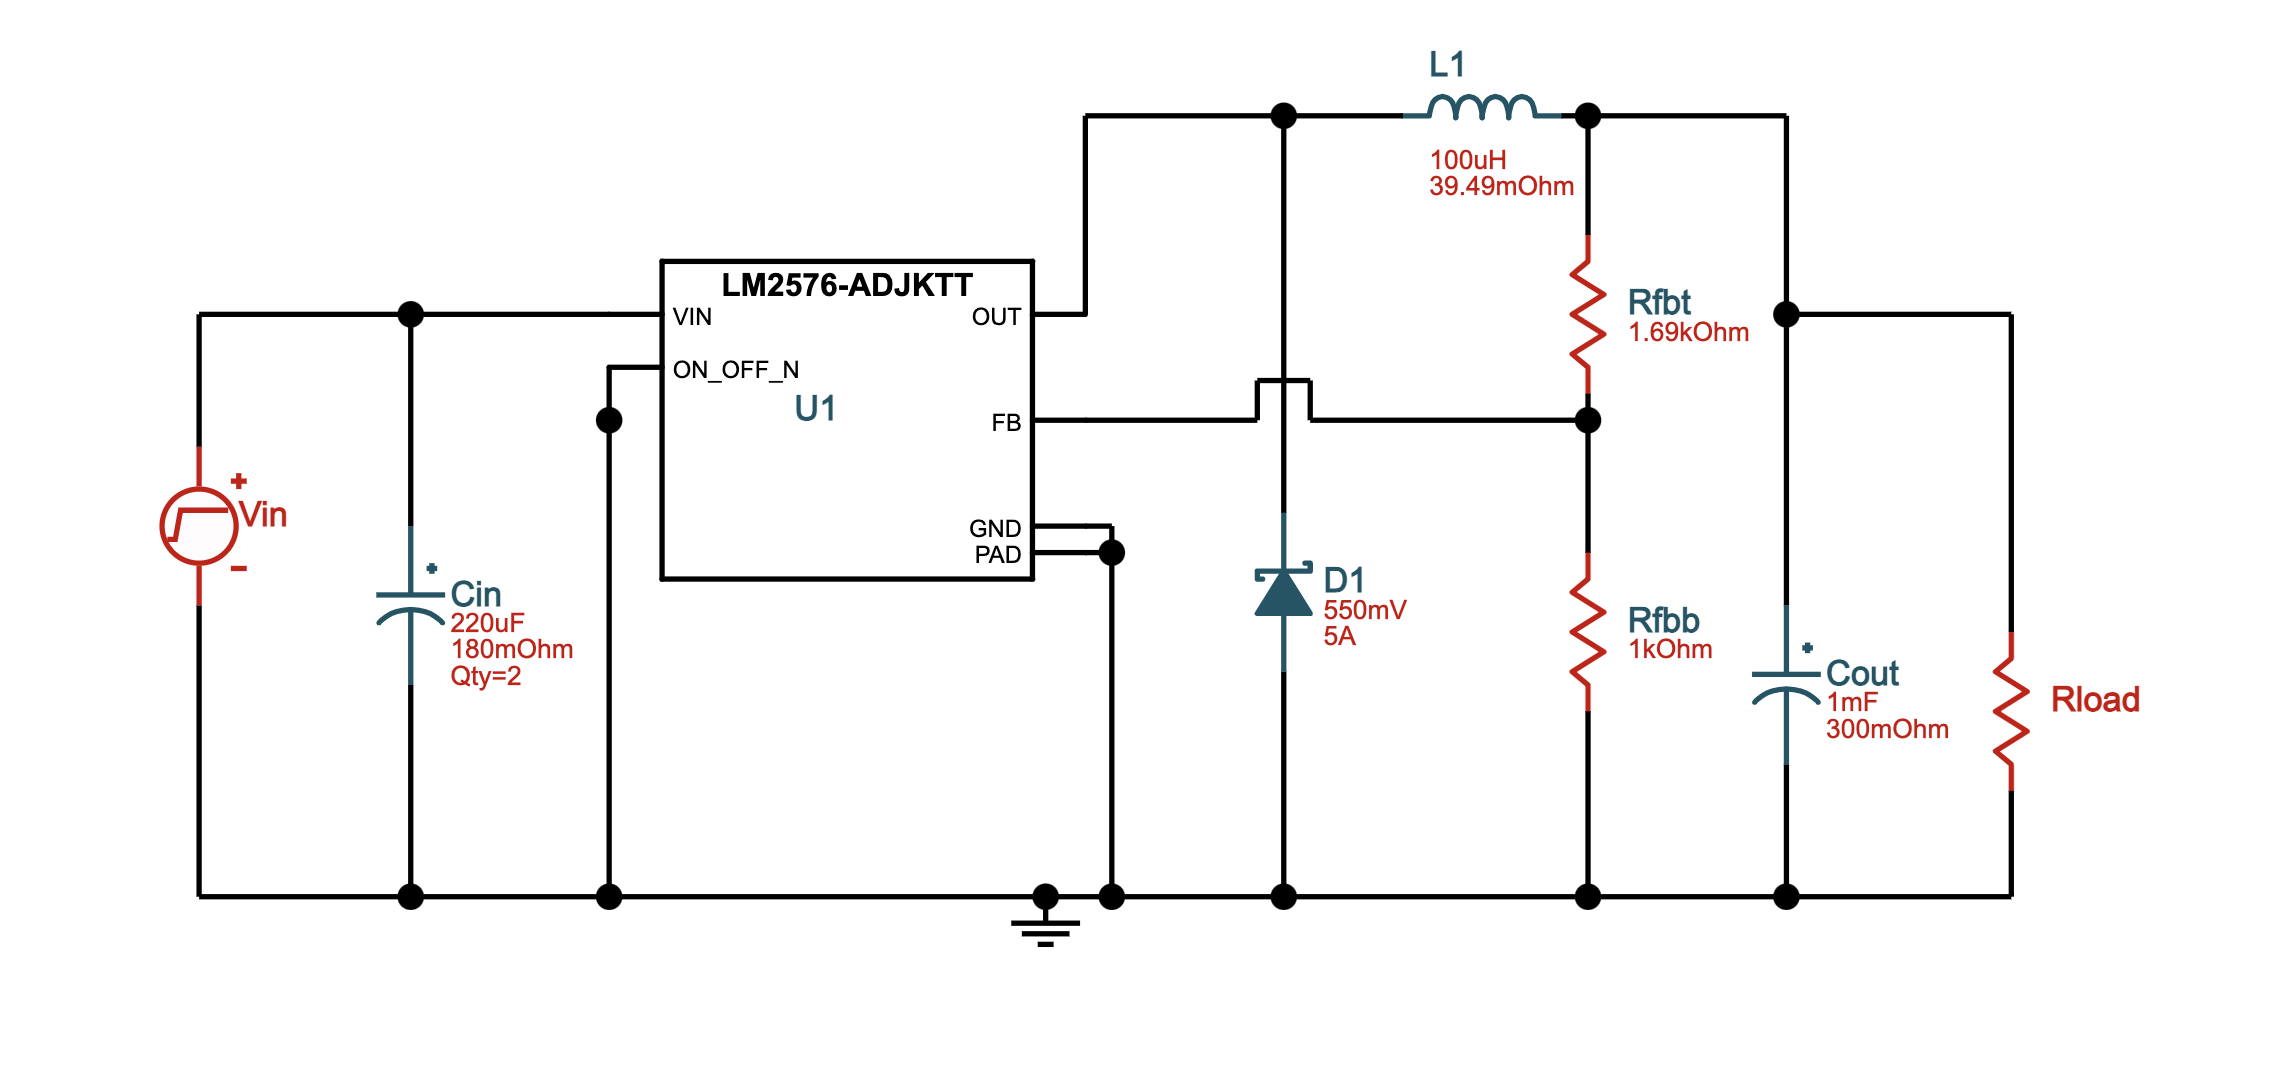 L1
100uH
39.49mOhm
LM2576-ADJKTT
VIN
OUT
ON_OFF_N
U1
FB
GND
PAD
Rfbt
1.69kOhm
+
Vin
-
+
Cin
220uF
180mOhm
Qty=2
D1
550mV
5A
Rfbb
1kOhm
+
Cout
1mF
300mOhm
Rload